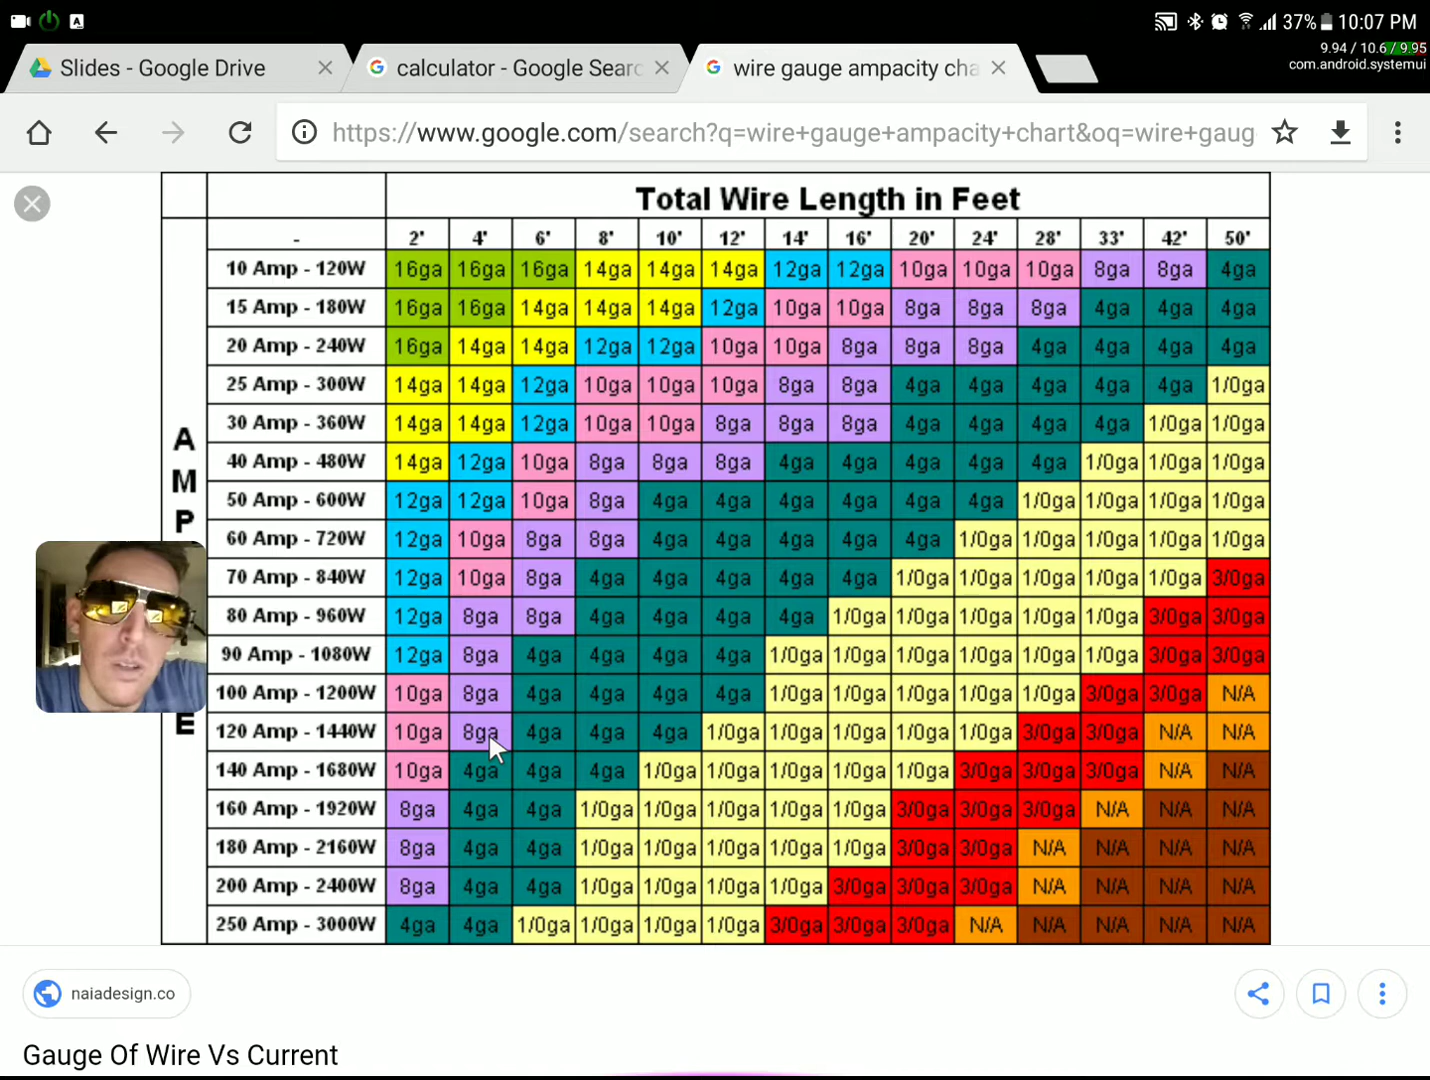 A
37% 10:07 PM
9.94 / 10.6 / 9.95
com.android.systemui
Slides - Google Drive
calculator - Google Searc
wire gauge ampacity cha
https://www.google.com/search?q=wire+gauge+ampacity+chart&oq=wire+gaug
Total Wire Length in Feet
- 2' 4' 6' 8' 10' 12' 14' 16' 20' 24' 28' 33' 42' 50'
10 Amp - 120W 16ga 16ga 16ga 14ga 14ga 14ga 12ga 12ga 10ga 10ga 10ga 8ga 8ga 4ga
15 Amp - 180W 16ga 16ga 14ga 14ga 14ga 12ga 10ga 10ga 8ga 8ga 8ga 4ga 4ga 4ga
20 Amp - 240W 16ga 14ga 14ga 12ga 12ga 10ga 10ga 8ga 8ga 8ga 4ga 4ga 4ga 4ga
25 Amp - 300W 14ga 14ga 12ga 10ga 10ga 10ga 8ga 8ga 4ga 4ga 4ga 4ga 4ga 1/0ga
30 Amp - 360W 14ga 14ga 12ga 10ga 10ga 8ga 8ga 8ga 4ga 4ga 4ga 4ga 1/0ga 1/0ga
A
40 Amp - 480W 14ga 12ga 10ga 8ga 8ga 8ga 4ga 4ga 4ga 4ga 4ga 1/0ga 1/0ga 1/0ga
M
50 Amp - 600W 12ga 12ga 10ga 8ga 4ga 4ga 4ga 4ga 4ga 4ga 1/0ga 1/0ga 1/0ga 1/0ga
P
60 Amp - 720W 12ga 10ga 8ga 8ga 4ga 4ga 4ga 4ga 4ga 1/0ga 1/0ga 1/0ga 1/0ga 1/0ga
70 Amp - 840W 12ga 10ga 8ga 4ga 4ga 4ga 4ga 4ga 1/0ga 1/0ga 1/0ga 1/0ga 1/0ga 3/0ga
80 Amp - 960W 12ga 8ga 8ga 4ga 4ga 4ga 4ga 1/0ga 1/0ga 1/0ga 1/0ga 1/0ga 3/0ga 3/0ga
90 Amp - 1080W 12ga 8ga 4ga 4ga 4ga 4ga 1/0ga 1/0ga 1/0ga 1/0ga 1/0ga 1/0ga 3/0ga 3/0ga
100 Amp - 1200W 10ga 8ga 4ga 4ga 4ga 4ga 1/0ga 1/0ga 1/0ga 1/0ga 1/0ga 3/0ga 3/0ga N/A
E
120 Amp - 1440W 10ga 8ga 4ga 4ga 4ga 1/0ga 1/0ga 1/0ga 1/0ga 1/0ga 3/0ga 3/0ga N/A N/A
140 Amp - 1680W 10ga 4ga 4ga 4ga 1/0ga 1/0ga 1/0ga 1/0ga 1/0ga 3/0ga 3/0ga 3/0ga N/A N/A
160 Amp - 1920W 8ga 4ga 4ga 1/0ga 1/0ga 1/0ga 1/0ga 1/0ga 3/0ga 3/0ga 3/0ga N/A N/A N/A
180 Amp - 2160W 8ga 4ga 4ga 1/0ga 1/0ga 1/0ga 1/0ga 1/0ga 3/0ga 3/0ga N/A N/A N/A N/A
200 Amp - 2400W 8ga 4ga 4ga 1/0ga 1/0ga 1/0ga 1/0ga 3/0ga 3/0ga 3/0ga N/A N/A N/A N/A
250 Amp - 3000W 4ga 4ga 1/0ga 1/0ga 1/0ga 1/0ga 3/0ga 3/0ga 3/0ga N/A N/A N/A N/A N/A
naiadesign.co
Gauge Of Wire Vs Current